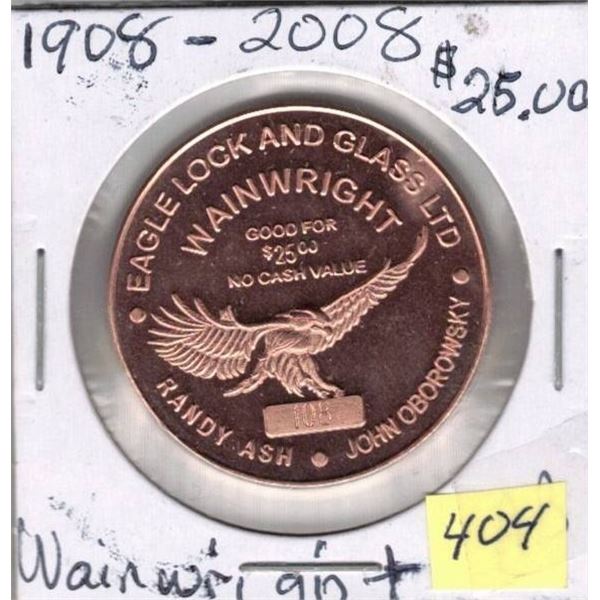 1908 - 2008
$25.00
EAGLE LOCK AND GLASS LTD
WAINWRIGHT
GOOD FOR
$25.00
NO CASH VALUE
RANDY ASH • JOHN OBOROWSKY
404
Wainwright